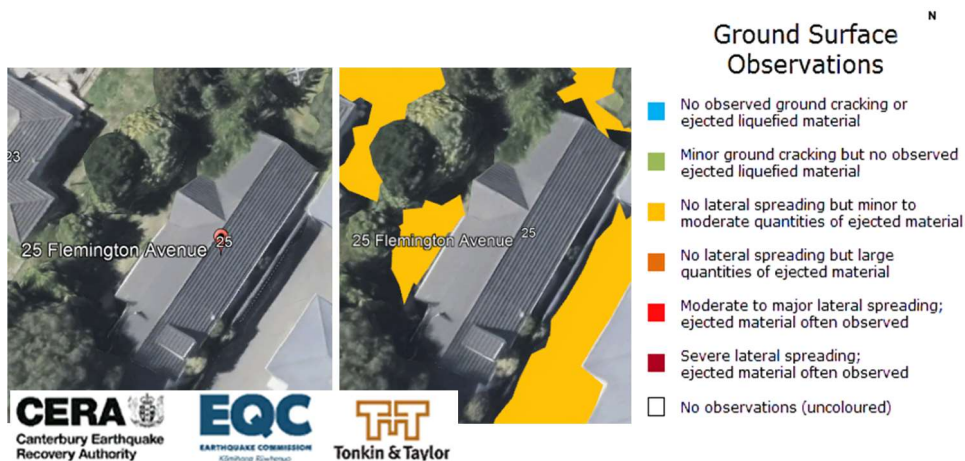 N
Ground Surface
Observations
No observed ground cracking or
ejected liquefied material
Minor ground cracking but no observed
ejected liquefied material
No lateral spreading but minor to
moderate quantities of ejected material
No lateral spreading but large
quantities of ejected material
Moderate to major lateral spreading;
ejected material often observed
Severe lateral spreading;
ejected material often observed
No observations (uncoloured)
23
25 Flemington Avenue 25
25 Flemington Avenue 25
CERA
Canterbury Earthquake
Recovery Authority
EQC
EARTHQUAKE COMMISSION
T+T
Tonkin & Taylor